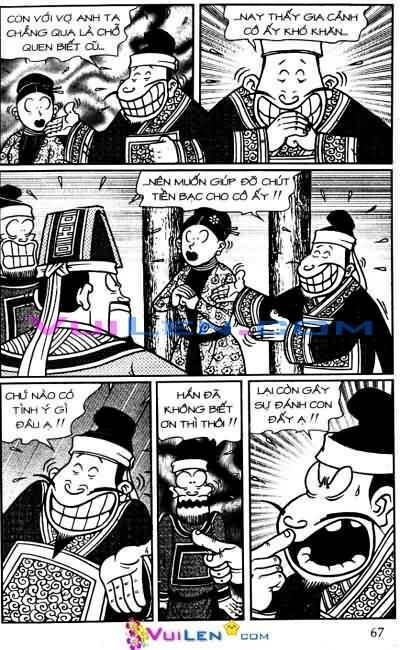 CON VỚI VỢ ANH TA
CHẲNG QUA LÀ CHỖ
QUEN BIẾT CŨ...
...NAY THẤY GIA CẢNH
CÔ ẤY KHÓ KHĂN...
...NÊN MUỐN GIÚP ĐỠ CHÚT
TIỀN BẠC CHO CÔ ẤY !!
VUILEN.COM
CHỨ NÀO CÓ
TÌNH Ý GÌ
ĐÂU Ạ !!
HẮN ĐÃ
KHÔNG BIẾT
ƠN THÌ THÔI !!
LẠI CÒN GÂY
SỰ ĐÁNH CON
ĐẤY Ạ !!
67
VUILEN.COM